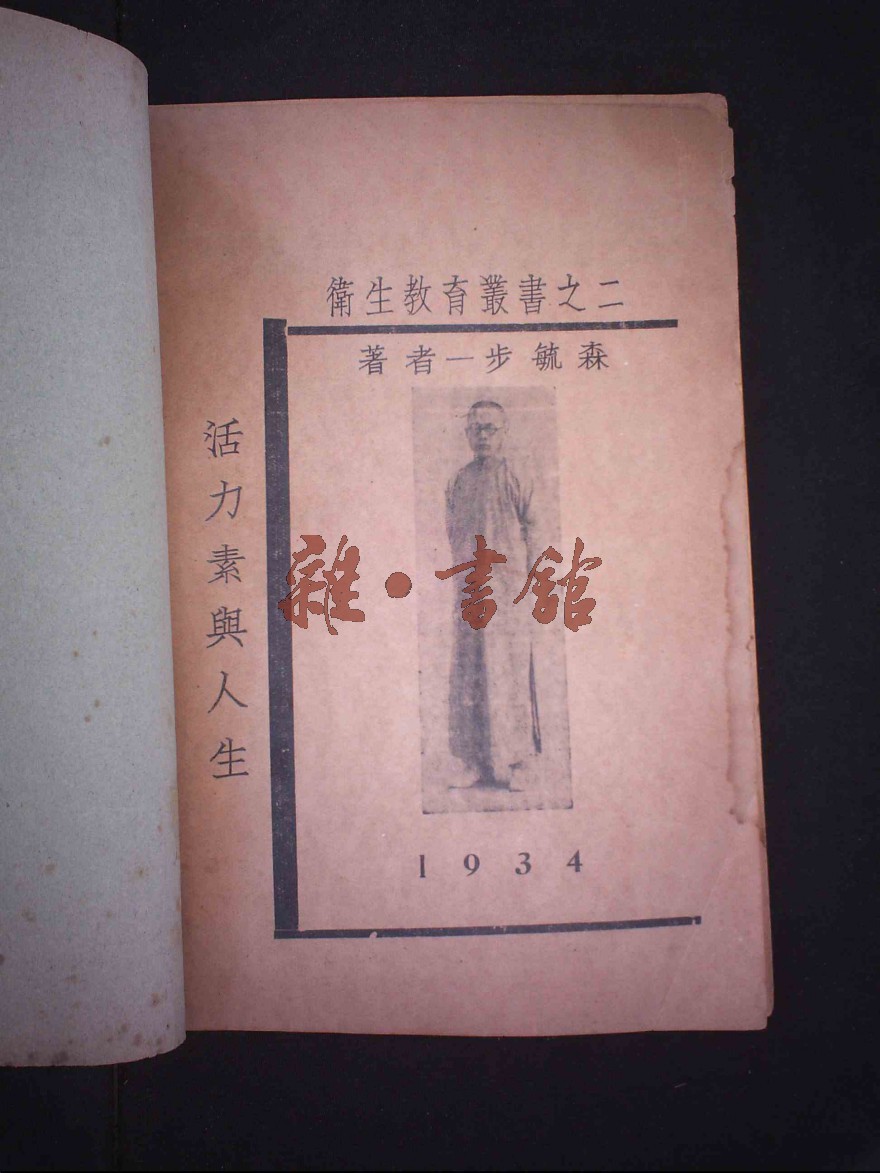 衛生教育叢書之二
著者—步毓森
活力素與人生
雜·書館
1934